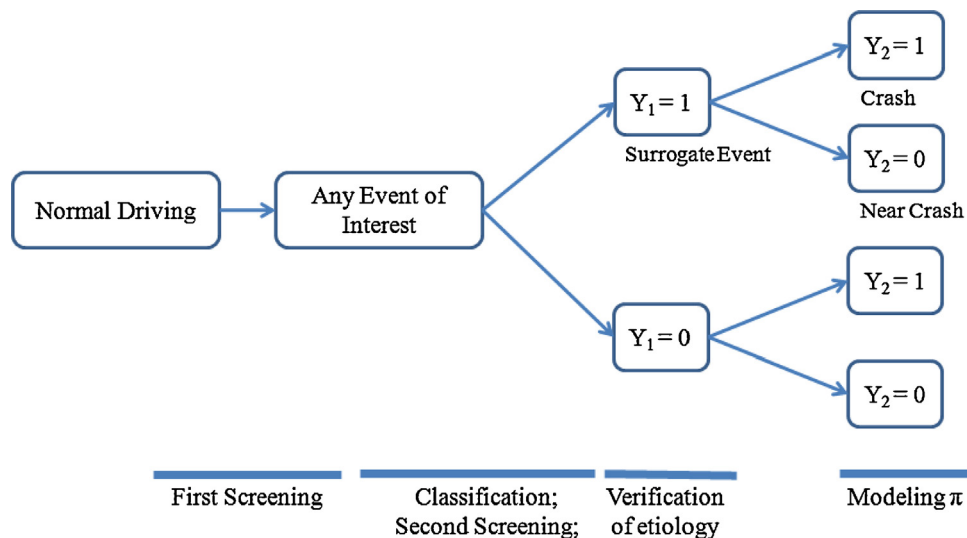 Normal Driving
Any Event of
Interest
Y₁ = 1
Surrogate Event
Y₂ = 1
Crash
Y₂ = 0
Near Crash
Y₁ = 0
Y₂ = 1
Y₂ = 0
First Screening
Classification;
Second Screening;
Verification
of etiology
Modeling π